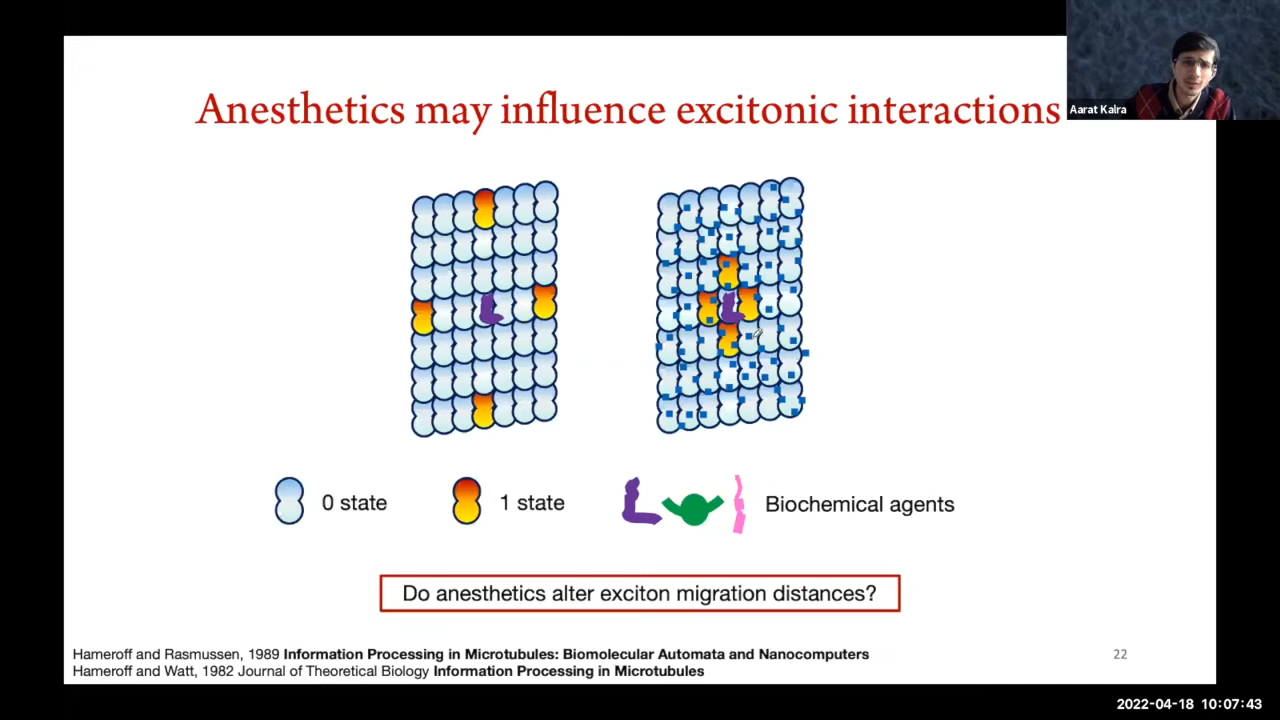 Anesthetics may influence excitonic interactions
Aarat Kalra
0 state
1 state
Biochemical agents
Do anesthetics alter exciton migration distances?
Hameroff and Rasmussen, 1989 Information Processing in Microtubules: Biomolecular Automata and Nanocomputers
Hameroff and Watt, 1982 Journal of Theoretical Biology Information Processing in Microtubules
22
2022-04-18 10:07:43